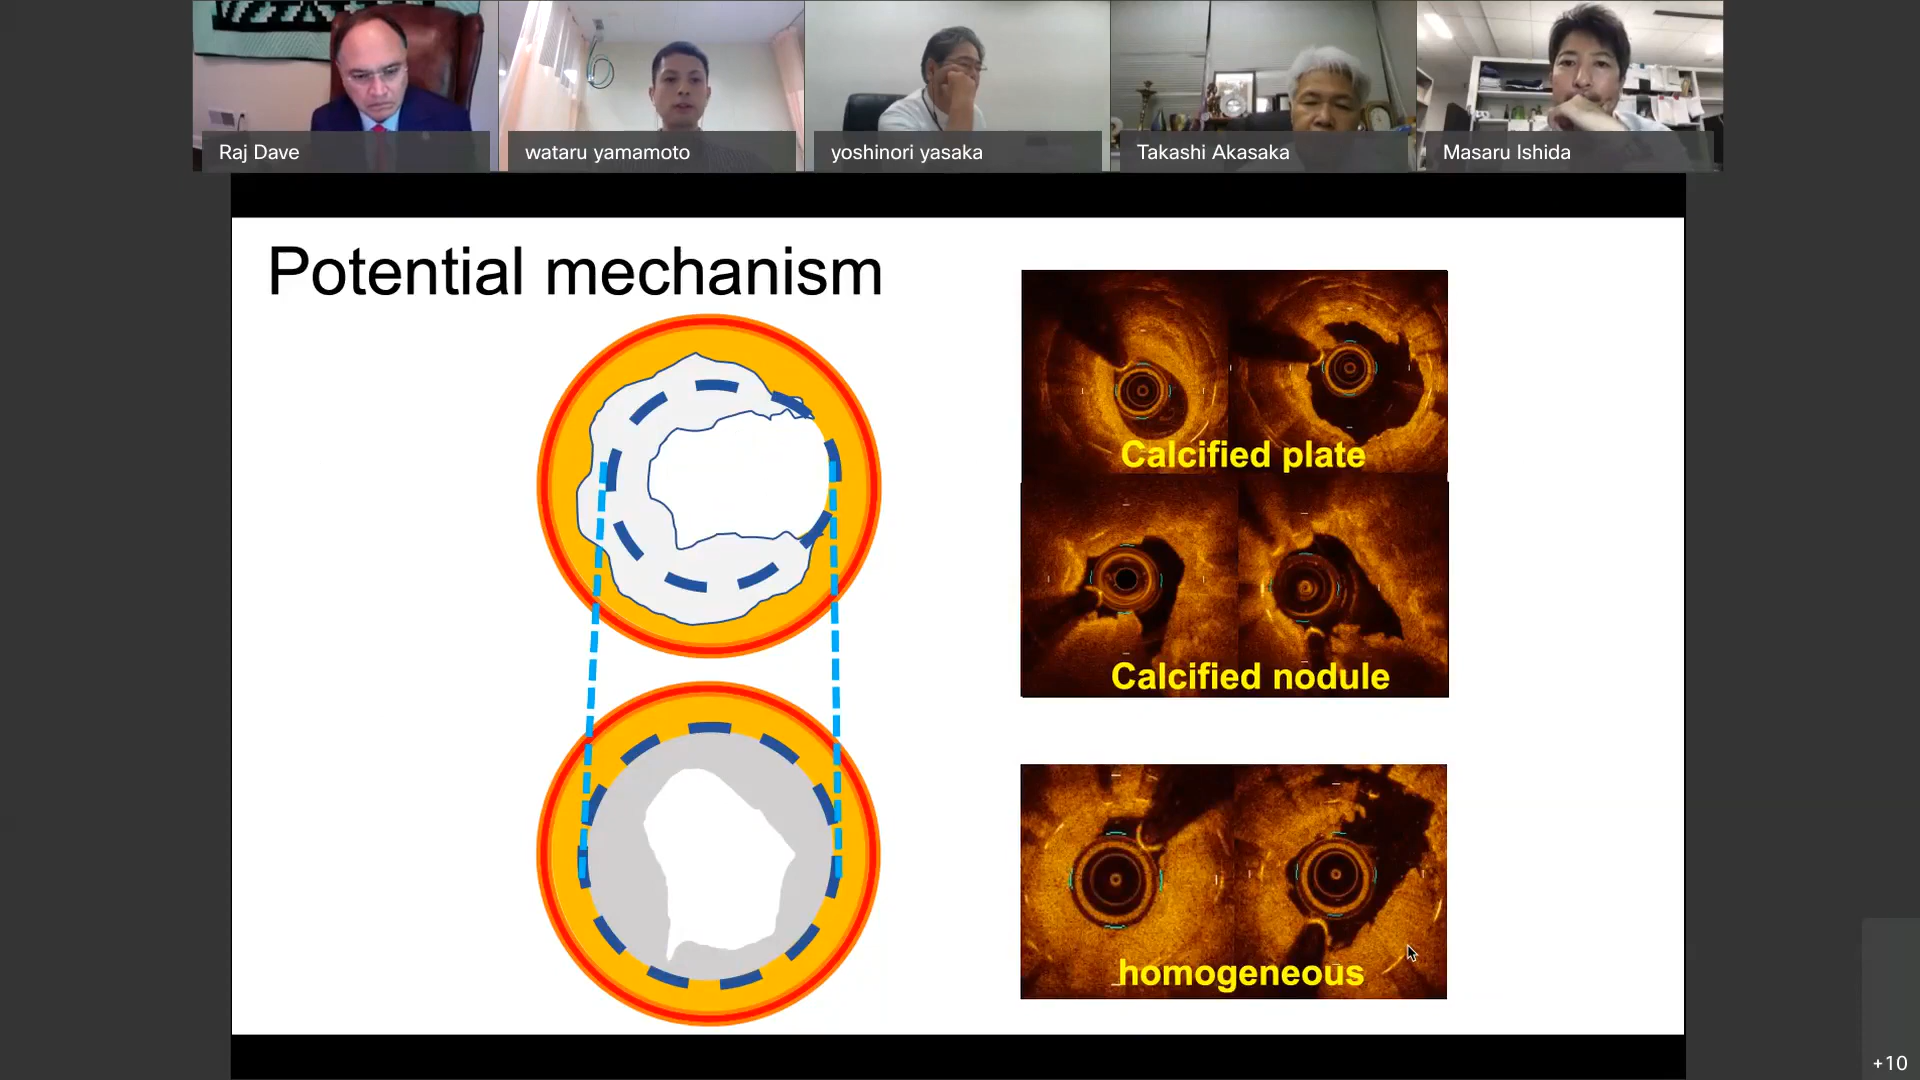 Raj Dave
wataru yamamoto
yoshinori yasaka
Takashi Akasaka
Masaru Ishida
Potential mechanism
Calcified plate
Calcified nodule
homogeneous
+10